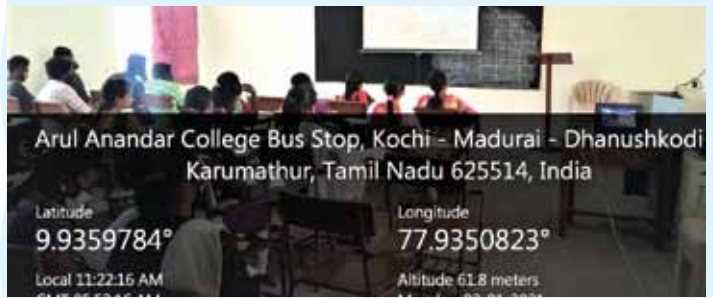 Arul Anandar College Bus Stop, Kochi - Madurai - Dhanushkodi
Karumathur, Tamil Nadu 625514, India
Latitude
9.9359784°
Longitude
77.9350823°
Local 11:22:16 AM
Altitude 61.8 meters